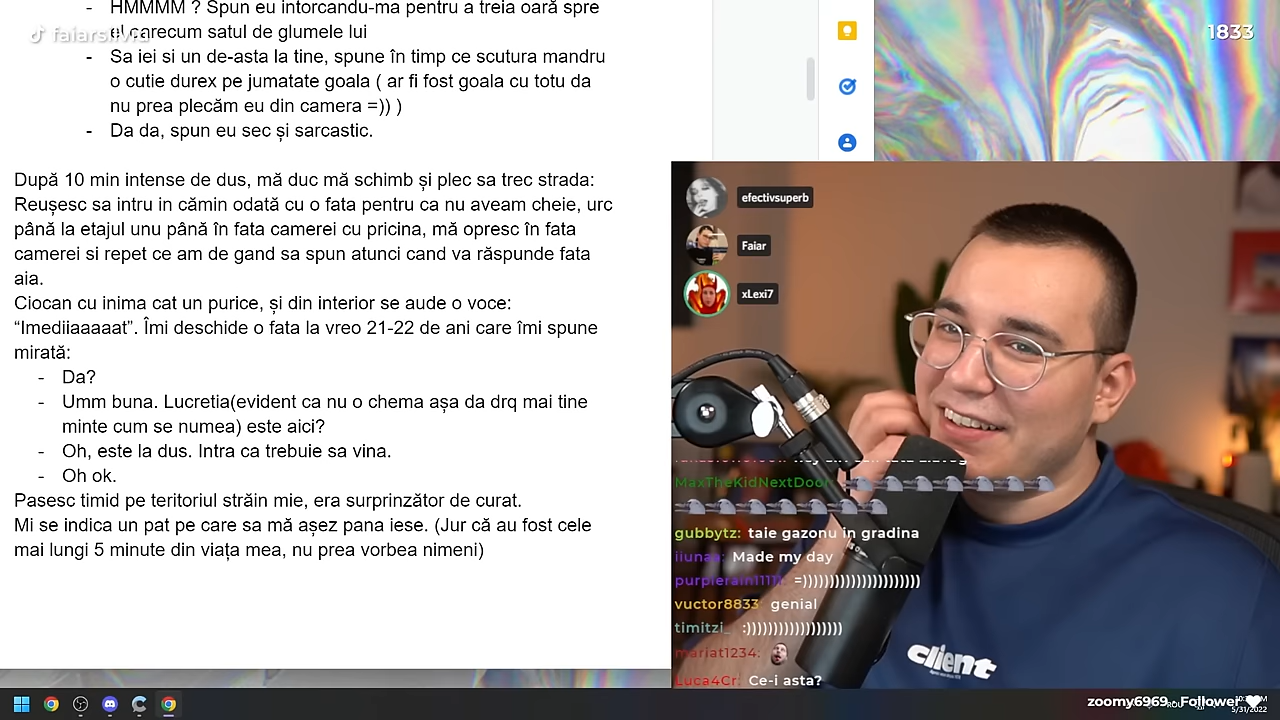 - HMMMM ? Spun eu intorcandu-ma pentru a treia oară spre
el carecum satul de glumele lui
- Sa iei si un de-asta la tine, spune în timp ce scutura mandru
o cutie durex pe jumatate goala ( ar fi fost goala cu totu da
nu prea plecăm eu din camera =)) )
- Da da, spun eu sec și sarcastic.
După 10 min intense de dus, mă duc mă schimb și plec sa trec strada:
Reușesc se intru in cămin odată cu o fata pentru ca nu aveam cheie, urc
până la etajul unu până în fata camerei cu pricina, mă opresc în fata
camerei si repet ce am de gand sa spun atunci cand va răspunde fata
aia.
Ciocan cu inima cat un purice, și din interior se aude o voce:
“Imediiaaaaat”. Îmi deschide o fata la vreo 21-22 de ani care îmi spune
mirată:
- Da?
- Umm buna. Lucretia(evident ca nu o chema așa da drq mai tine
minte cum se numea) este aici?
- Oh, este la dus. Intra ca trebuie sa vina.
- Oh ok.
Pasesc timid pe teritoriul străin mie, era surprinzător de curat.
Mi se indica un pat pe care sa mă așez pana iese. (Jur că au fost cele
mai lungi 5 minute din viața mea, nu prea vorbea nimeni)
1833
efectivsuperb
Faiar
xLexi7
MaxTheKidNextDoor:
gubbytz: taie gazonu in gradina
Made my day
purplerain11111: =))))))))))))))))))))))
vuctor8833: genial
timitzi_: :))))))))))))))))))
mariat1234:
Luca4Cr: Ce-i asta?
client
zoomy6969 - Follower
5/31/2022